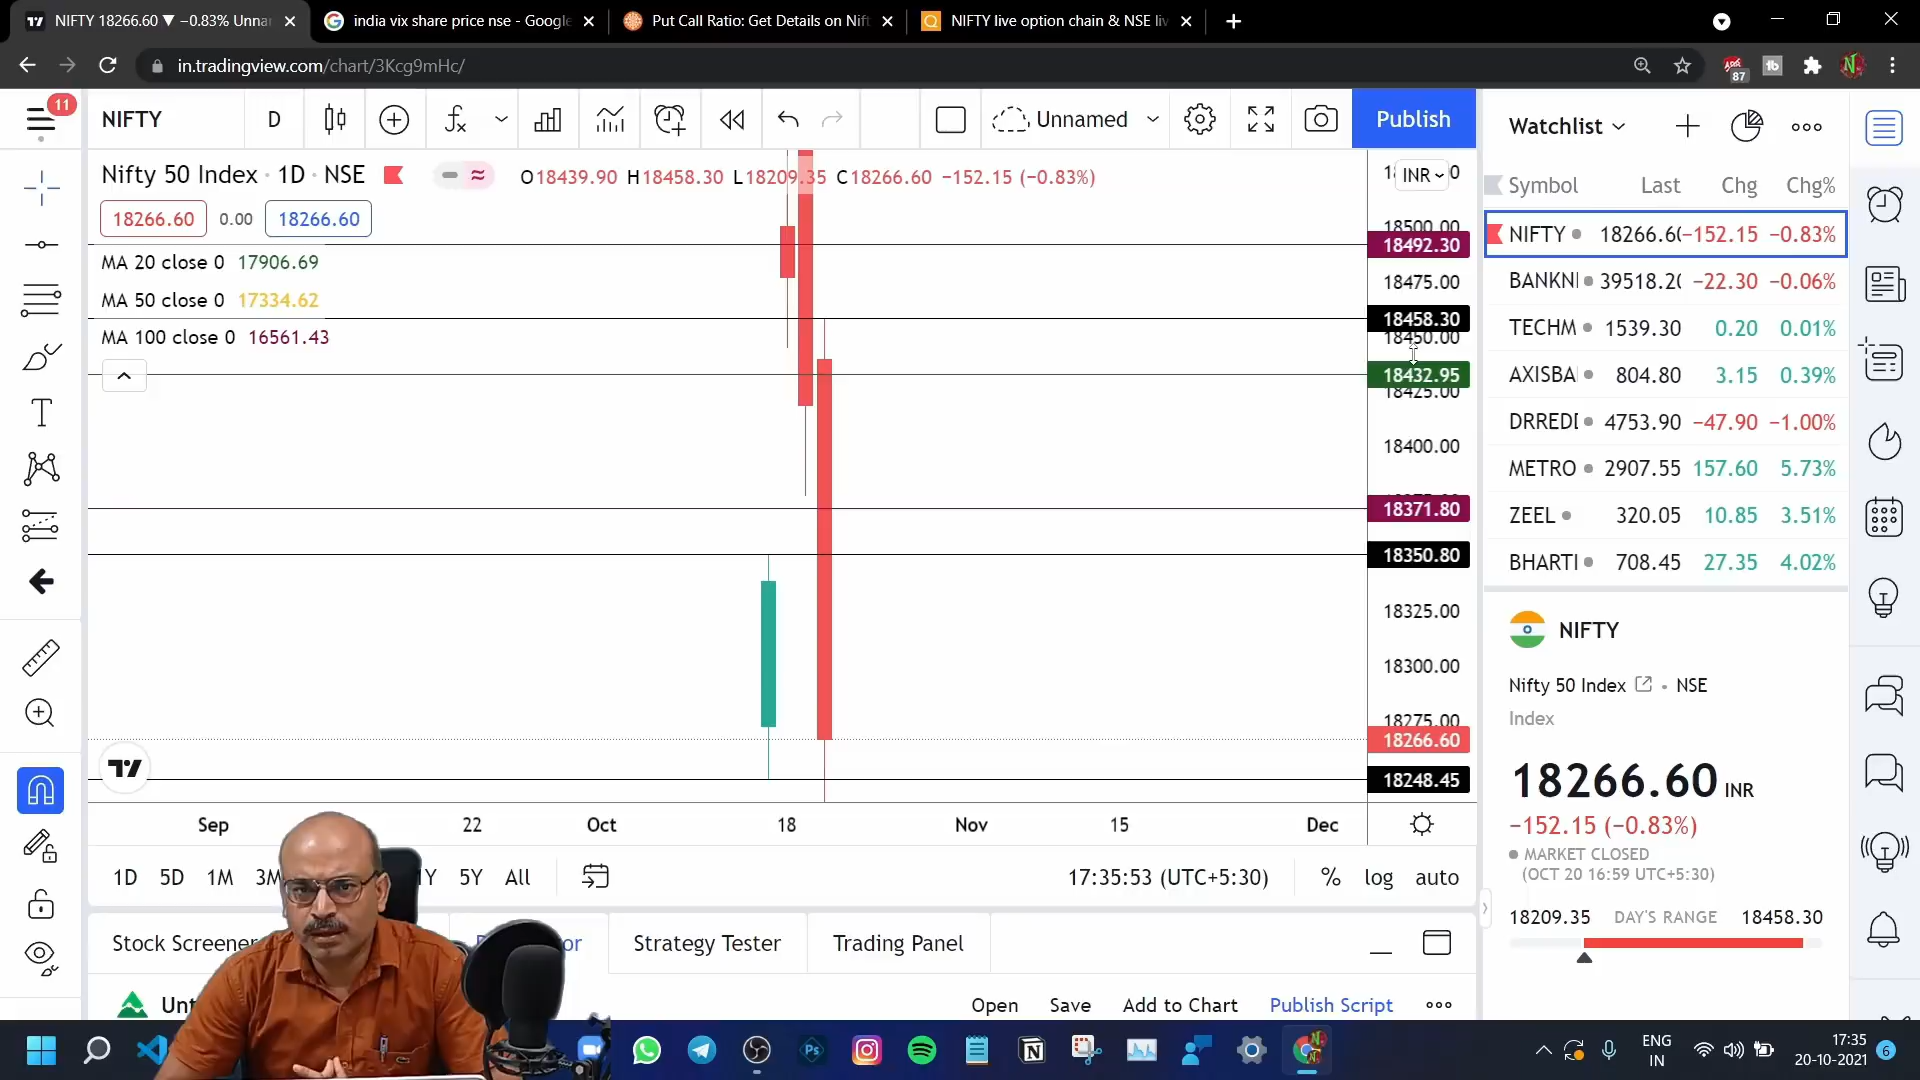 NIFTY 18266.60 ▼ −0.83% Unnar
india vix share price nse - Google
Put Call Ratio: Get Details on Nift
NIFTY live option chain & NSE liv
in.tradingview.com/chart/3Kcg9mHc/
87
11
NIFTY
D
Unnamed
Publish
Watchlist
Nifty 50 Index · 1D · NSE
O18439.90 H18458.30 L18209.35 C18266.60 −152.15 (−0.83%)
INR
18266.60
0.00
18266.60
MA 20 close 0 17906.69
MA 50 close 0 17334.62
MA 100 close 0 16561.43
18500.00
18492.30
18475.00
18458.30
18450.00
18432.95
18425.00
18400.00
18371.80
18350.80
18325.00
18300.00
18275.00
18266.60
18248.45
Sep
22
Oct
18
Nov
15
Dec
1D
5D
1M
3M
1Y
5Y
All
17:35:53 (UTC+5:30)
%
log
auto
Stock Screener
Strategy Tester
Trading Panel
Open
Save
Add to Chart
Publish Script
Symbol
Last
Chg
Chg%
NIFTY 18266.60 −152.15 −0.83%
BANKNI 39518.20 −22.30 −0.06%
TECHM 1539.30 0.20 0.01%
AXISBA 804.80 3.15 0.39%
DRREDI 4753.90 −47.90 −1.00%
METRO 2907.55 157.60 5.73%
ZEEL 320.05 10.85 3.51%
BHARTI 708.45 27.35 4.02%
NIFTY
Nifty 50 Index · NSE
Index
18266.60 INR
−152.15 (−0.83%)
MARKET CLOSED
(OCT 20 16:59 UTC+5:30)
18209.35 DAY'S RANGE 18458.30
ENG
IN
17:35
20-10-2021
6